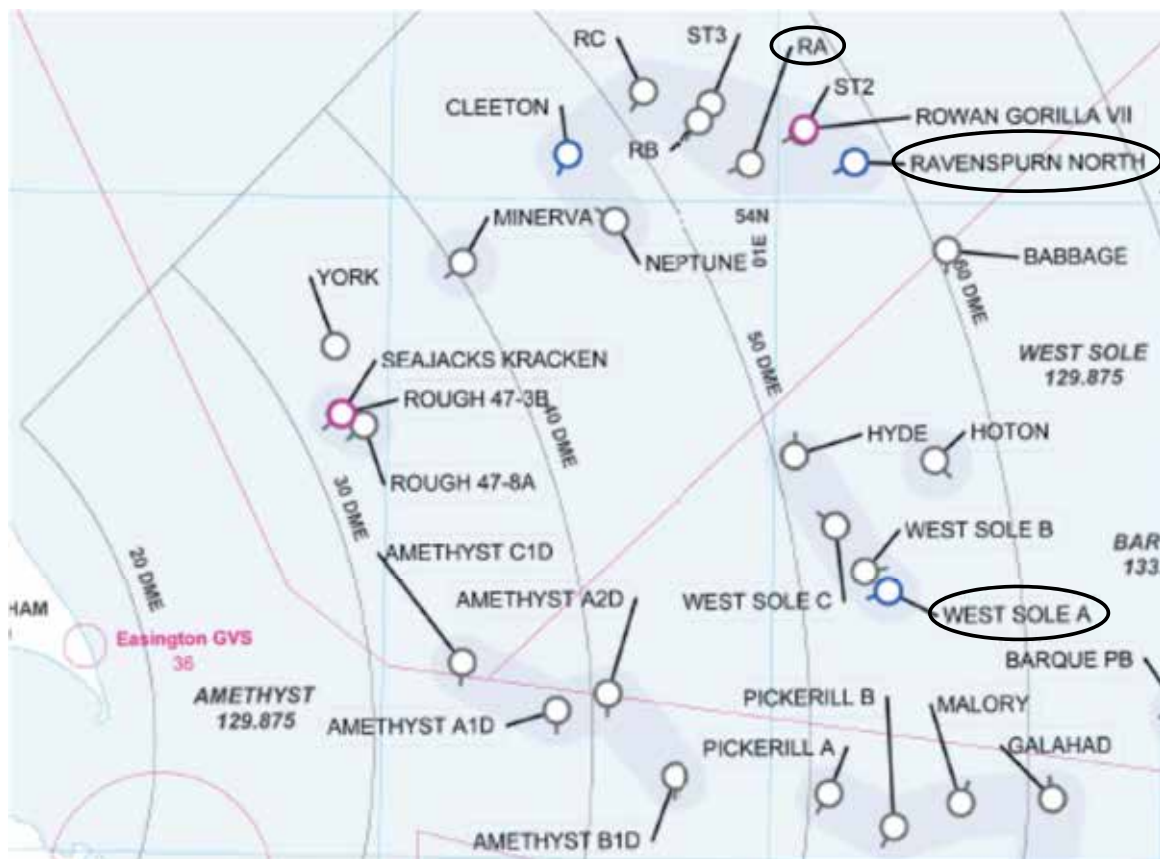 RC
ST3
RA
CLEETON
ST2
ROWAN GORILLA VII
RB
RAVENSPURN NORTH
MINERVA
54N
01E
NEPTUNE
BABBAGE
60 DME
YORK
SEAJACKS KRACKEN
50 DME
WEST SOLE
129.875
ROUGH 47-3B
40 DME
HYDE
HOTON
ROUGH 47-8A
30 DME
AMETHYST C1D
WEST SOLE B
BAR
133
20 DME
AMETHYST A2D
WEST SOLE C
WEST SOLE A
HAM
Easington GVS
36
BARQUE PB
AMETHYST
129.875
PICKERILL B
MALORY
AMETHYST A1D
PICKERILL A
GALAHAD
AMETHYST B1D